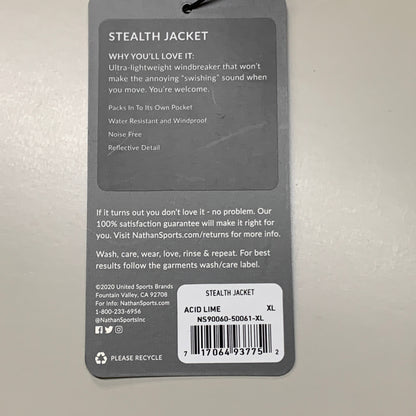 STEALTH JACKET
WHY YOU'LL LOVE IT:
Ultra-lightweight windbreaker that won't
make the annoying "swishing" sound when
you move. You're welcome.
Packs In To Its Own Pocket
Water Resistant and Windproof
Noise Free
Reflective Detail
If it turns out you don't love it - no problem. Our
100% satisfaction guarantee will make it right for
you. Visit NathanSports.com/returns for more info.
Wash, care, wear, love, rinse & repeat. For best
results follow the garments wash/care label.
©2020 United Sports Brands
Fountain Valley, CA 92708
For Info: NathanSports.com
1-800-233-6956
@NathanSportsInc
PLEASE RECYCLE
STEALTH JACKET
ACID LIME XL
NS90060-50061-XL
7 17064 93775 2